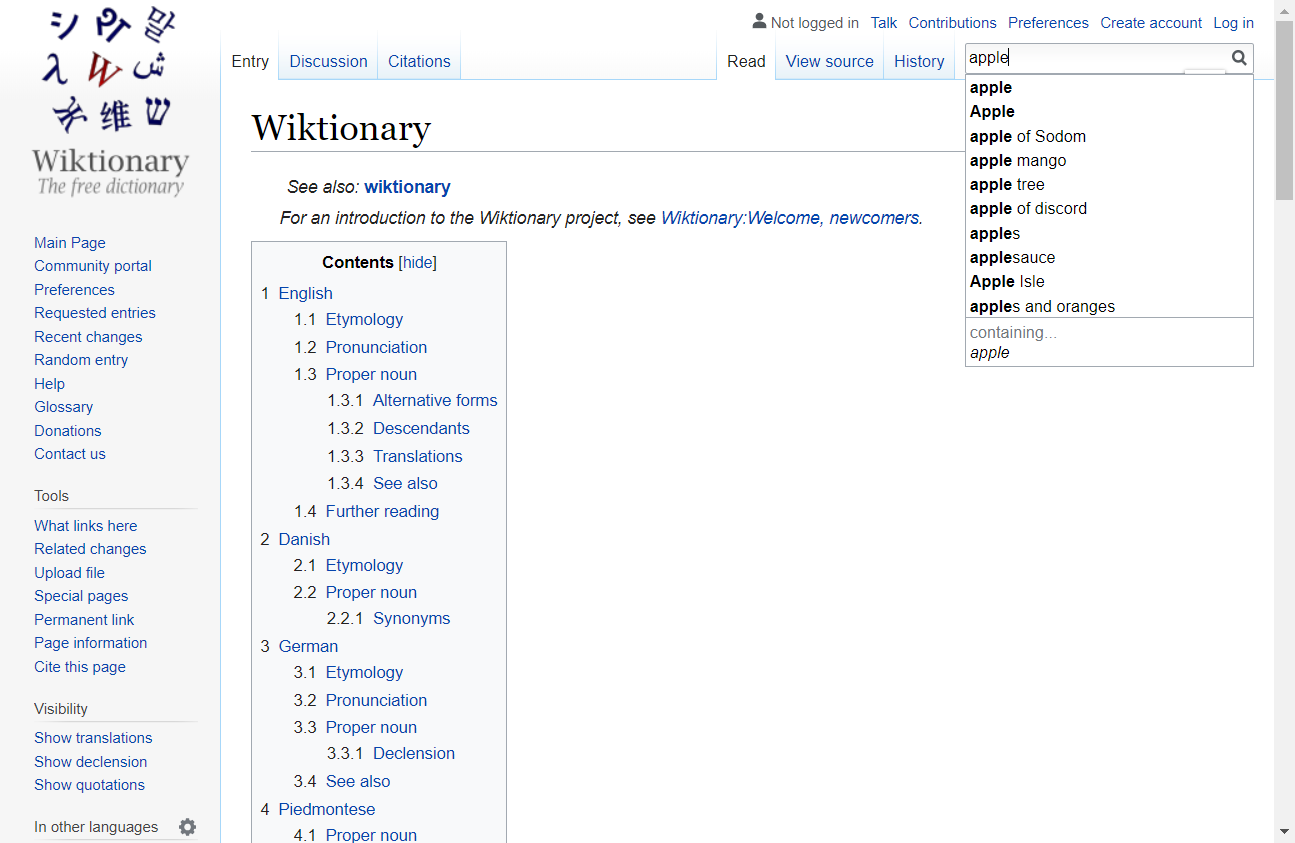 シ Wiktionary
The free dictionary
Not logged in Talk Contributions Preferences Create account Log in
Entry Discussion Citations Read View source History apple
Wiktionary
See also: wiktionary
For an introduction to the Wiktionary project, see Wiktionary:Welcome, newcomers.
Contents [hide]
1 English
1.1 Etymology
1.2 Pronunciation
1.3 Proper noun
1.3.1 Alternative forms
1.3.2 Descendants
1.3.3 Translations
1.3.4 See also
1.4 Further reading
2 Danish
2.1 Etymology
2.2 Proper noun
2.2.1 Synonyms
3 German
3.1 Etymology
3.2 Pronunciation
3.3 Proper noun
3.3.1 Declension
3.4 See also
4 Piedmontese
4.1 Proper noun
apple
Apple
apple of Sodom
apple mango
apple tree
apple of discord
apples
applesauce
Apple Isle
apples and oranges
containing...
apple
Main Page
Community portal
Preferences
Requested entries
Recent changes
Random entry
Help
Glossary
Donations
Contact us
Tools
What links here
Related changes
Upload file
Special pages
Permanent link
Page information
Cite this page
Visibility
Show translations
Show declension
Show quotations
In other languages